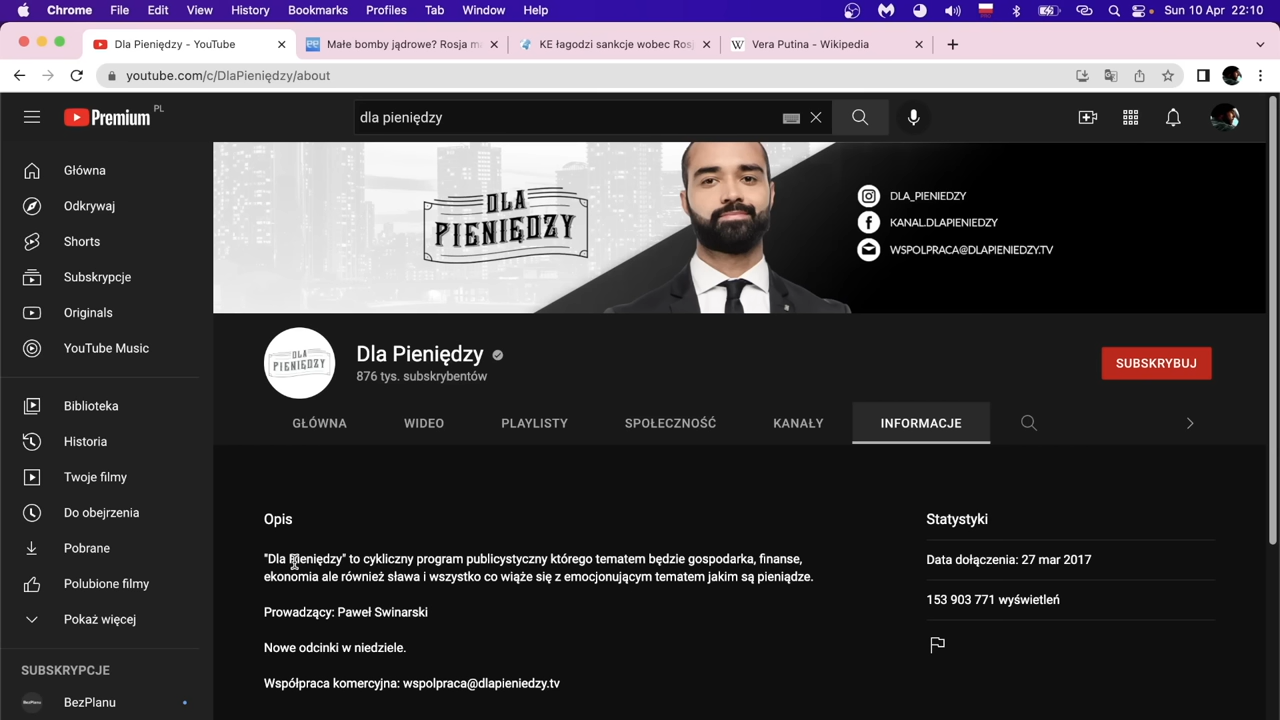 Chrome File Edit View History Bookmarks Profiles Tab Window Help Sun 10 Apr 22:10
Dla Pieniędzy - YouTube Małe bomby jądrowe? Rosja ma KE łagodzi sankcje wobec Rosj Vera Putina - Wikipedia
youtube.com/c/DlaPieniędzy/about
Premium PL dla pieniędzy
Główna
Odkrywaj
Shorts
Subskrypcje
Originals
YouTube Music
Biblioteka
Historia
Twoje filmy
Do obejrzenia
Pobrane
Polubione filmy
Pokaż więcej
SUBSKRYPCJE
BezPlanu
DLA
PIENIĘDZY
DLA_PIENIEDZY
KANAL.DLAPIENIEDZY
WSPOLPRACA@DLAPIENIEDZY.TV
DLA
PIENIĘDZY
Dla Pieniędzy
876 tys. subskrybentów
SUBSKRYBUJ
GŁÓWNA WIDEO PLAYLISTY SPOŁECZNOŚĆ KANAŁY INFORMACJE
Opis
"Dla Pieniędzy" to cykliczny program publicystyczny którego tematem będzie gospodarka, finanse,
ekonomia ale również sława i wszystko co wiąże się z emocjonującym tematem jakim są pieniądze.
Prowadzący: Paweł Swinarski
Nowe odcinki w niedziele.
Współpraca komercyjna: wspolpraca@dlapieniedzy.tv
Statystyki
Data dołączenia: 27 mar 2017
153 903 771 wyświetleń